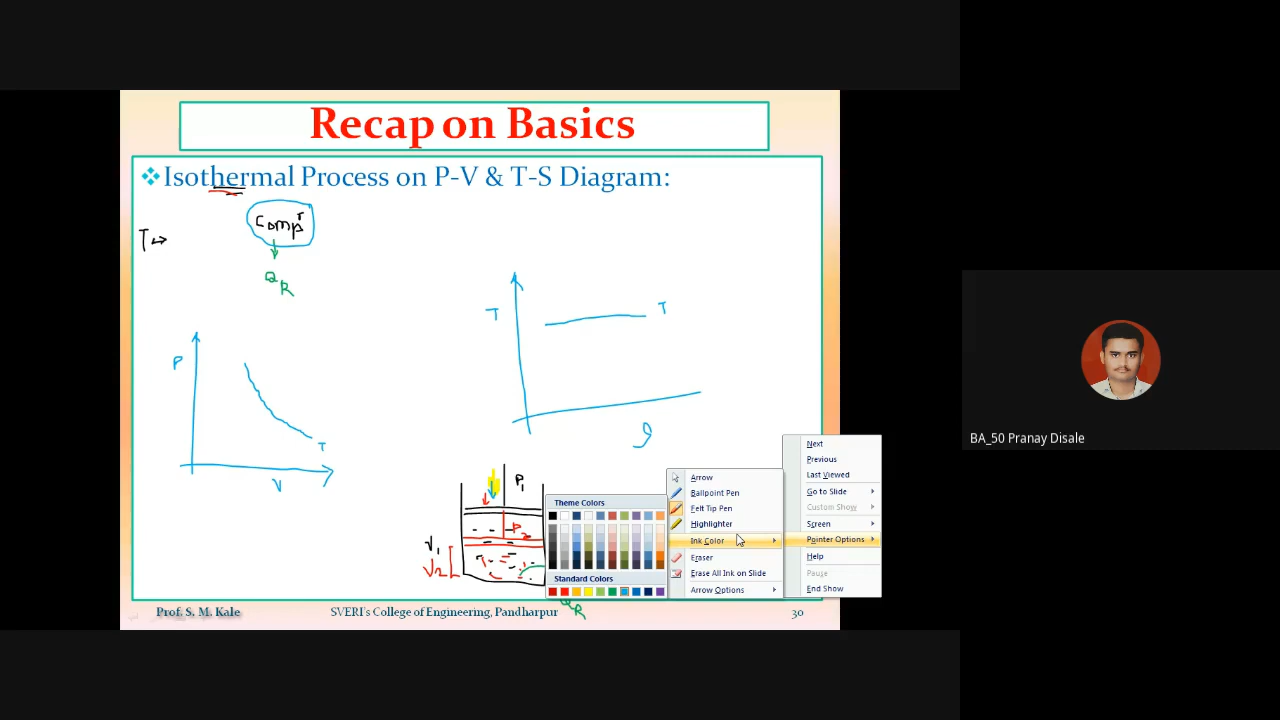 Recap on Basics
Isothermal Process on P-V & T-S Diagram:
Comp^r
T
Q_R
T
T
P
T
V
P1
P2
V1
V2
Q_R
Next
Previous
Last Viewed
Go to Slide
Custom Show
Screen
Pointer Options
Help
Pause
End Show
Arrow
Ballpoint Pen
Felt Tip Pen
Highlighter
Ink Color
Eraser
Erase All Ink on Slide
Arrow Options
Theme Colors
Standard Colors
Prof. S. M. Kale
SVERI's College of Engineering, Pandharpur
30
BA_50 Pranay Disale